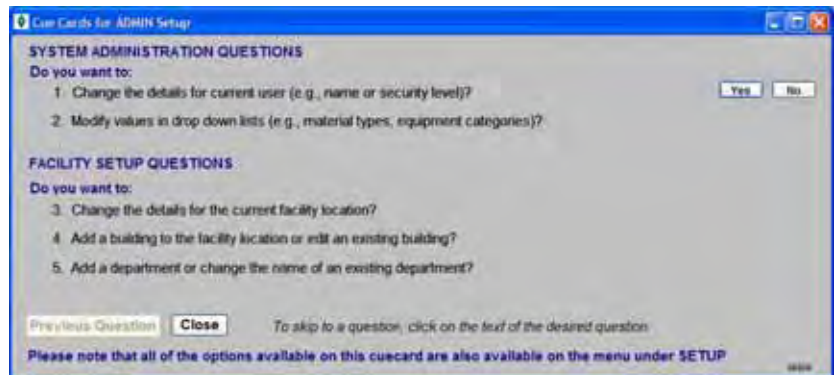 Cue Cards for ADMIN Setup
SYSTEM ADMINISTRATION QUESTIONS
Do you want to:
1. Change the details for current user (e.g., name or security level)? Yes No
2. Modify values in drop down lists (e.g., material types, equipment categories)?
FACILITY SETUP QUESTIONS
Do you want to:
3. Change the details for the current facility location?
4. Add a building to the facility location or edit an existing building?
5. Add a department or change the name of an existing department?
Previous Question Close To skip to a question, click on the text of the desired question
Please note that all of the options available on this cuecard are also available on the menu under SETUP